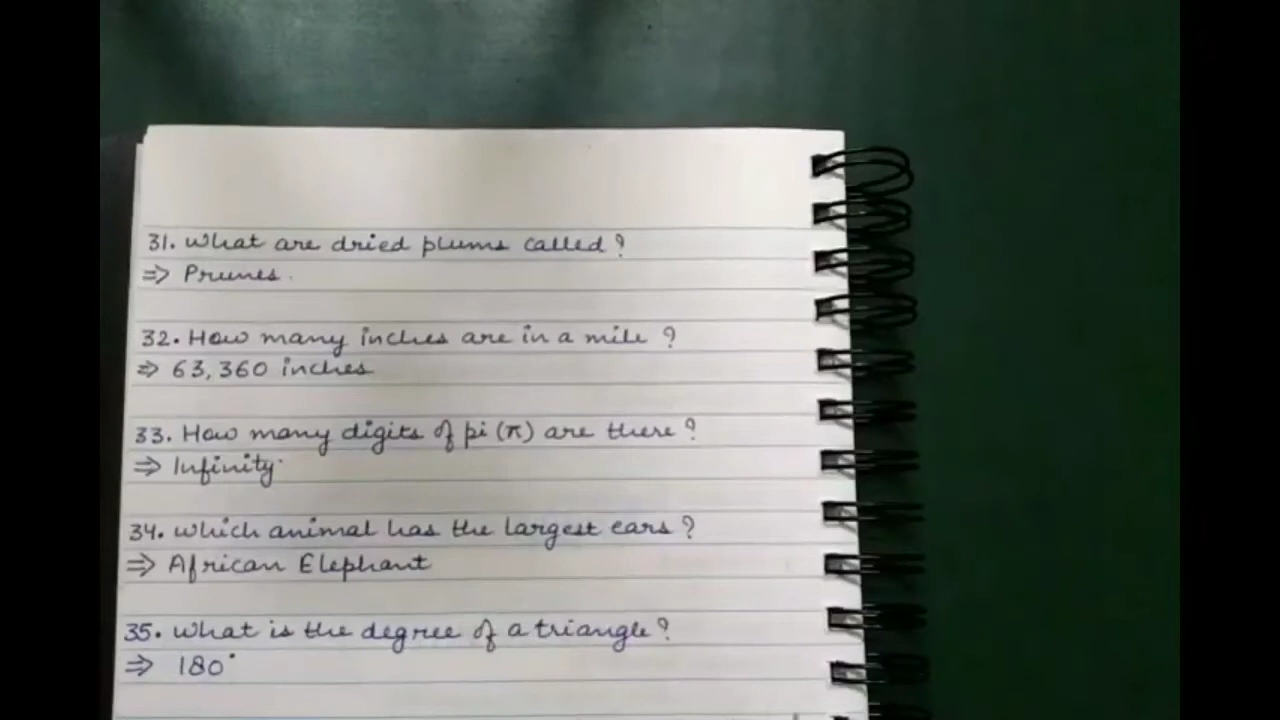 31. What are dried plums called?
⇒ Prunes.
32. How many inches are in a mile?
⇒ 63,360 inches
33. How many digits of pi (π) are there?
⇒ Infinity.
34. Which animal has the largest ears?
⇒ African Elephant
35. What is the degree of a triangle?
⇒ 180°